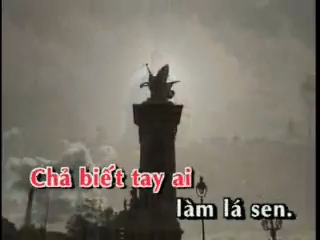 Chả biết tay ai
làm lá sen.